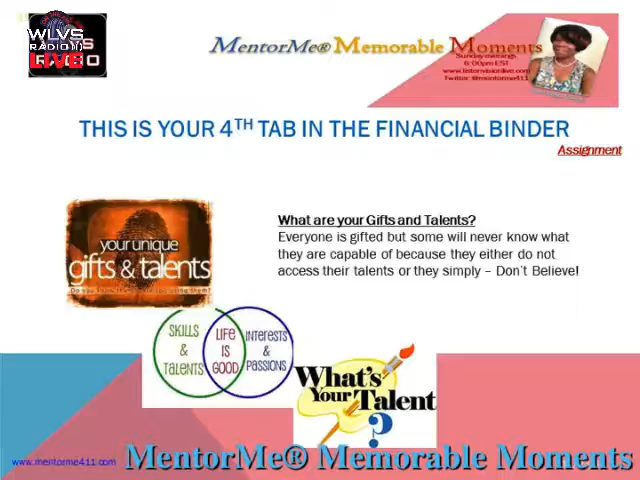 WLVS
RADIO
LIVE
MentorMe® Memorable Moments
6:00pm EST
www.listenvisionlive.com
Twitter @mentorme411
THIS IS YOUR 4TH TAB IN THE FINANCIAL BINDER
Assignment
What are your Gifts and Talents?
Everyone is gifted but some will never know what
they are capable of because they either do not
access their talents or they simply – Don't Believe!
your unique
gifts & talents
SKILLS
&
TALENTS
LIFE
IS
GOOD
INTERESTS
&
PASSIONS
What's
Your Talent
?
www.mentorme411.com
MentorMe® Memorable Moments